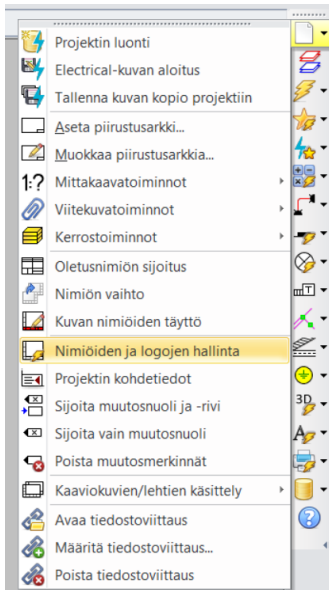 Projektin luonti
Electrical-kuvan aloitus
Tallenna kuvan kopio projektiin
Aseta piirustusarkki...
Muokkaa piirustusarkkia...
1:? Mittakaavatoiminnot
Viitekuvatoiminnot
Kerrostoiminnot
Oletusnimiön sijoitus
Nimiön vaihto
Kuvan nimiöiden täyttö
Nimiöiden ja logojen hallinta
Projektin kohdetiedot
Sijoita muutosnuoli ja -rivi
Sijoita vain muutosnuoli
Poista muutosmerkinnät
Kaaviokuvien/lehtien käsittely
Avaa tiedostoviittaus
Määritä tiedostoviittaus...
Poista tiedostoviittaus
T
3D
A
?